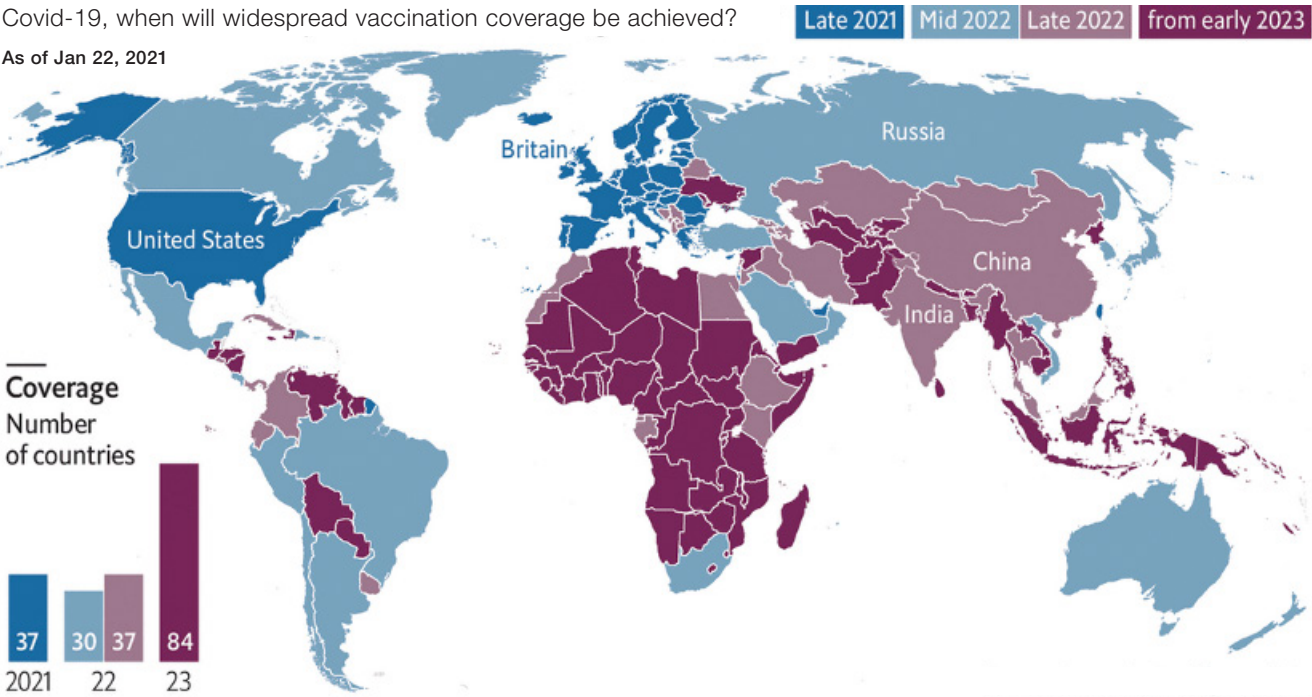 Covid-19, when will widespread vaccination coverage be achieved?
As of Jan 22, 2021
Late 2021
Mid 2022
Late 2022
from early 2023
Britain
Russia
United States
China
India
Coverage
Number
of countries
37
30
37
84
2021
22
23